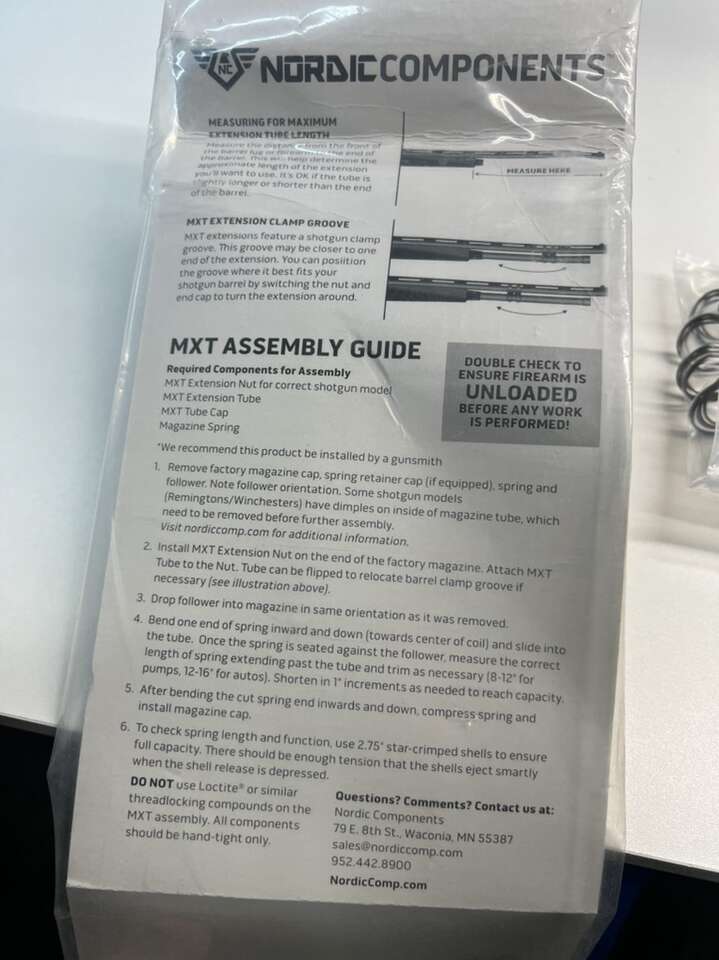 NC NORDICCOMPONENTS™
MEASURING FOR MAXIMUM
EXTENSION TUBE LENGTH
Measure the distance from the front of
the barrel lug or forearm to the end of
the barrel. This will help determine the
approximate length of the extension
you'll want to use. It's OK if the tube is
slightly longer or shorter than the end
of the barrel.
MEASURE HERE
MXT EXTENSION CLAMP GROOVE
MXT extensions feature a shotgun clamp
groove. This groove may be closer to one
end of the extension. You can posiition
the groove where it best fits your
shotgun barrel by switching the nut and
end cap to turn the extension around.
MXT ASSEMBLY GUIDE
Required Components for Assembly
MXT Extension Nut for correct shotgun model
MXT Extension Tube
MXT Tube Cap
Magazine Spring
DOUBLE CHECK TO
ENSURE FIREARM IS
UNLOADED
BEFORE ANY WORK
IS PERFORMED!
*We recommend this product be installed by a gunsmith
1. Remove factory magazine cap, spring retainer cap (if equipped), spring and
follower. Note follower orientation. Some shotgun models
(Remingtons/Winchesters) have dimples on inside of magazine tube, which
need to be removed before further assembly.
Visit nordiccomp.com for additional information.
2. Install MXT Extension Nut on the end of the factory magazine. Attach MXT
Tube to the Nut. Tube can be flipped to relocate barrel clamp groove if
necessary (see illustration above).
3. Drop follower into magazine in same orientation as it was removed.
4. Bend one end of spring inward and down (towards center of coil) and slide into
the tube. Once the spring is seated against the follower, measure the correct
length of spring extending past the tube and trim as necessary (8-12" for
pumps, 12-16" for autos). Shorten in 1" increments as needed to reach capacity.
5. After bending the cut spring end inwards and down, compress spring and
install magazine cap.
6. To check spring length and function, use 2.75" star-crimped shells to ensure
full capacity. There should be enough tension that the shells eject smartly
when the shell release is depressed.
DO NOT use Loctite® or similar
threadlocking compounds on the
MXT assembly. All components
should be hand-tight only.
Questions? Comments? Contact us at:
Nordic Components
79 E. 8th St., Waconia, MN 55387
sales@nordiccomp.com
952.442.8900
NordicComp.com